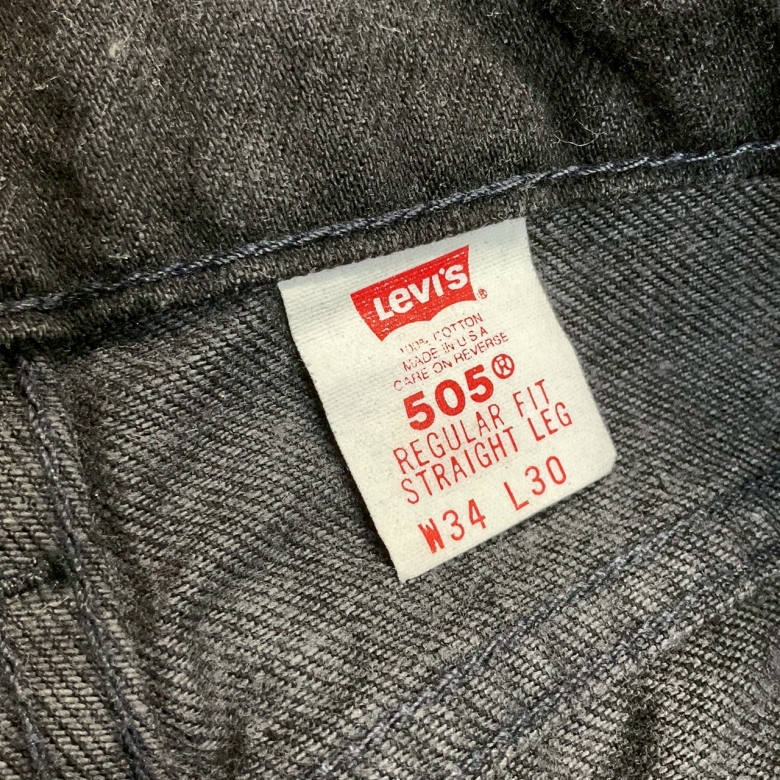 Levi's®
100% COTTON
MADE IN U.S.A
CARE ON REVERSE
505®
REGULAR FIT
STRAIGHT LEG
W34 L30